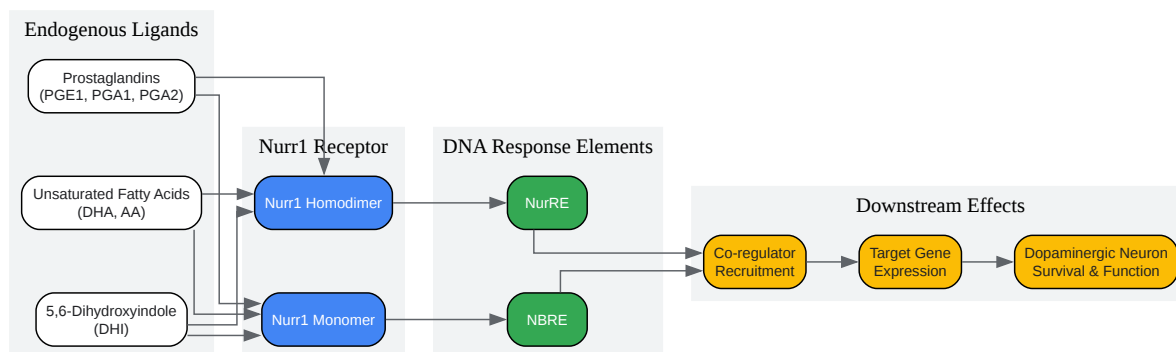 Endogenous Ligands
Prostaglandins
(PGE1, PGA1, PGA2)
Unsaturated Fatty Acids
(DHA, AA)
5,6-Dihydroxyindole
(DHI)
Nurr1 Receptor
Nurr1 Homodimer
Nurr1 Monomer
DNA Response Elements
NurRE
NBRE
Downstream Effects
Co-regulator
Recruitment
Target Gene
Expression
Dopaminergic Neuron
Survival & Function